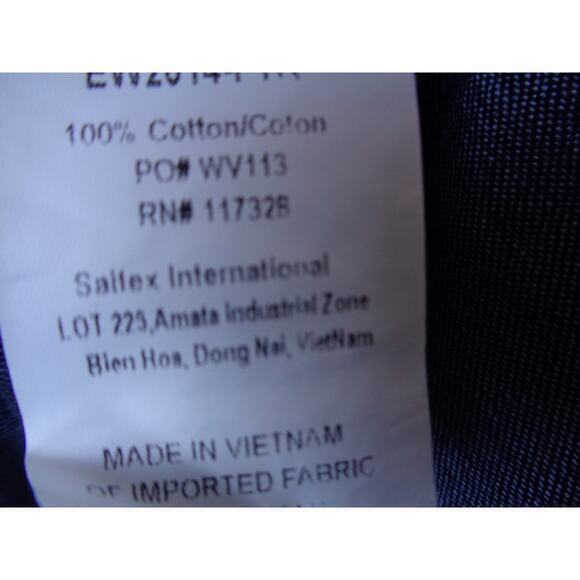 100% Cotton/Coton
PO# WV113
RN# 117328
Saitex International
LOT 225,Amata Industrial Zone
Bien Hoa, Dong Nai, VietNam
MADE IN VIETNAM
OF IMPORTED FABRIC